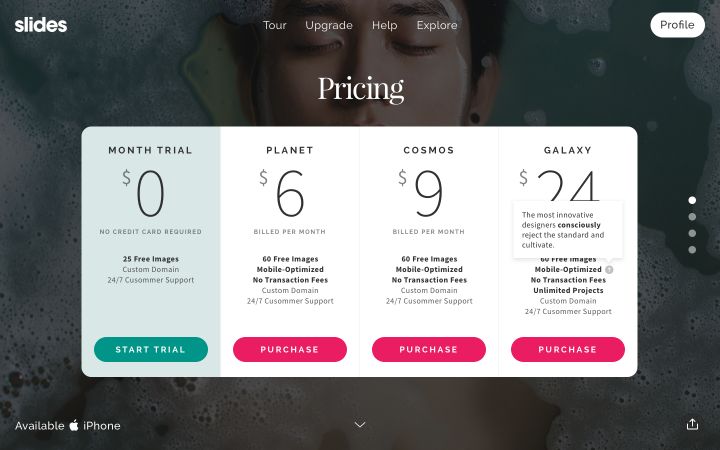 slides
Tour
Upgrade
Help
Explore
Profile
Pricing
MONTH TRIAL
$0
NO CREDIT CARD REQUIRED
25 Free Images
Custom Domain
24/7 Cusommer Support
START TRIAL
PLANET
$6
BILLED PER MONTH
60 Free Images
Mobile-Optimized
No Transaction Fees
Custom Domain
24/7 Cusommer Support
PURCHASE
COSMOS
$9
BILLED PER MONTH
60 Free Images
Mobile-Optimized
No Transaction Fees
Custom Domain
24/7 Cusommer Support
PURCHASE
GALAXY
$24
The most innovative
designers consciously
reject the standard and
cultivate.
60 Free Images
Mobile-Optimized
No Transaction Fees
Unlimited Projects
Custom Domain
24/7 Cusommer Support
PURCHASE
Available iPhone